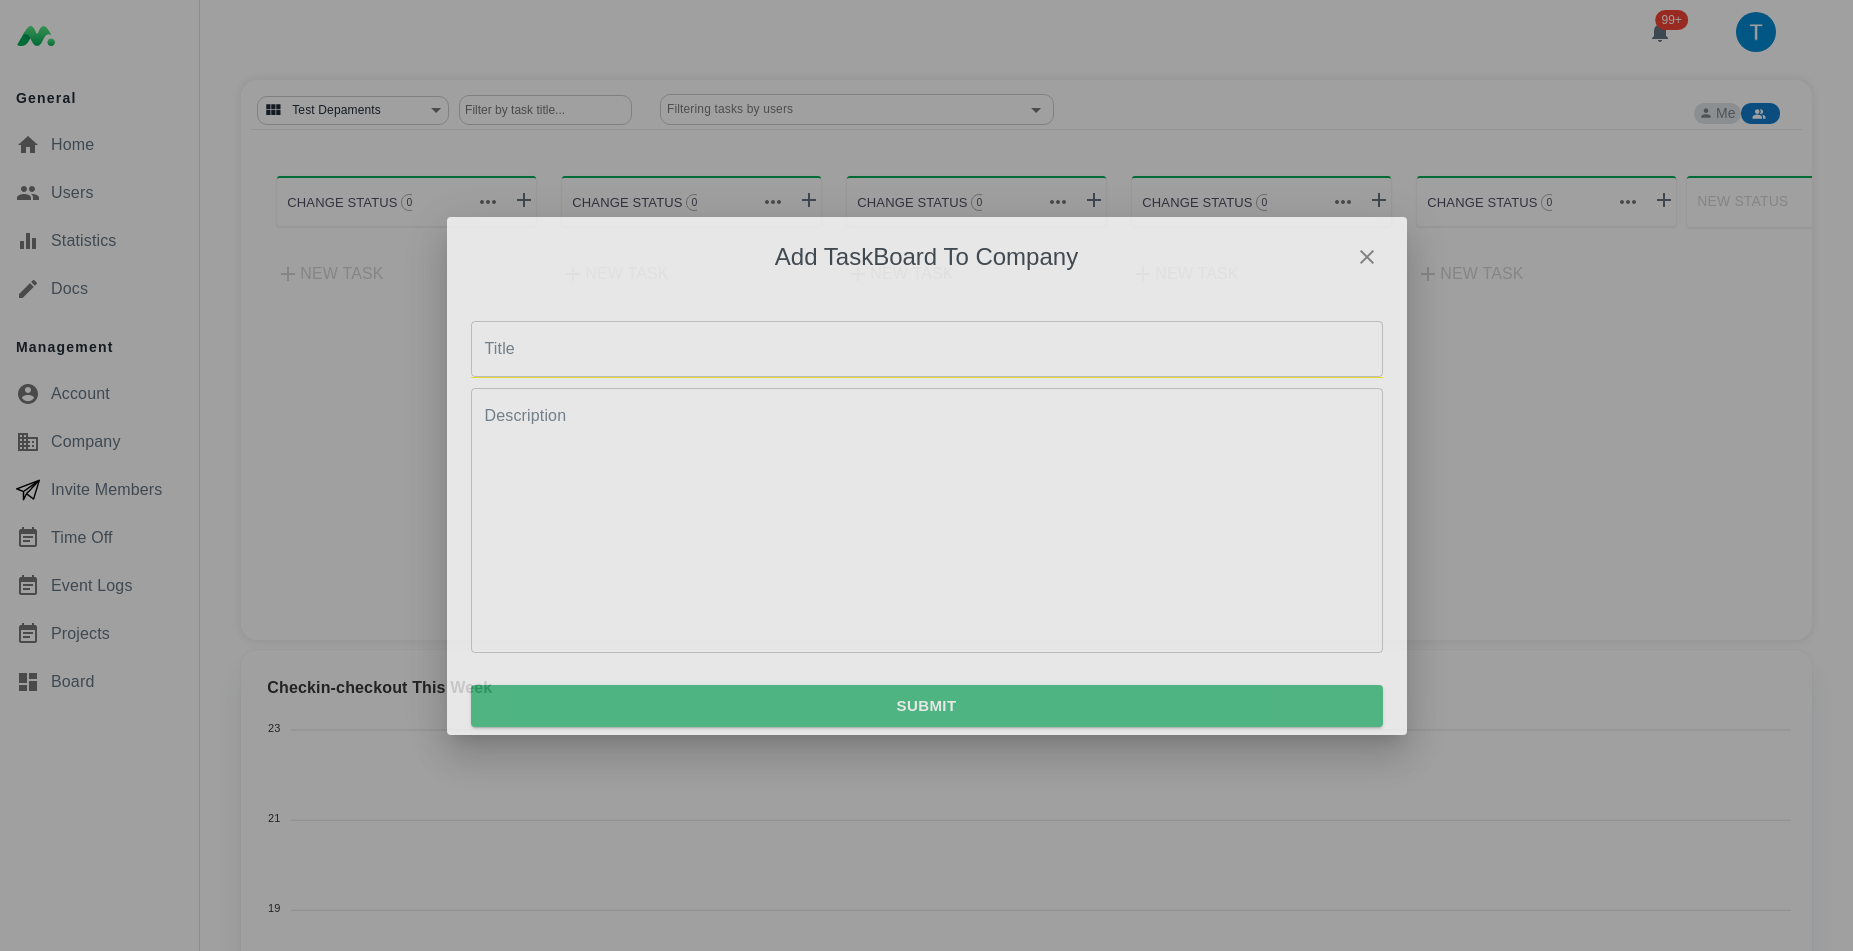 99+
T
General
Home
Users
Statistics
Docs
Management
Account
Company
Invite Members
Time Off
Event Logs
Projects
Board
Test Depaments
Filter by task title...
Filtering tasks by users
Me
CHANGE STATUS 0
CHANGE STATUS 0
CHANGE STATUS 0
CHANGE STATUS 0
CHANGE STATUS 0
NEW STATUS
NEW TASK
NEW TASK
NEW TASK
NEW TASK
NEW TASK
Add TaskBoard To Company
Title
Description
SUBMIT
Checkin-checkout This Week
23
21
19